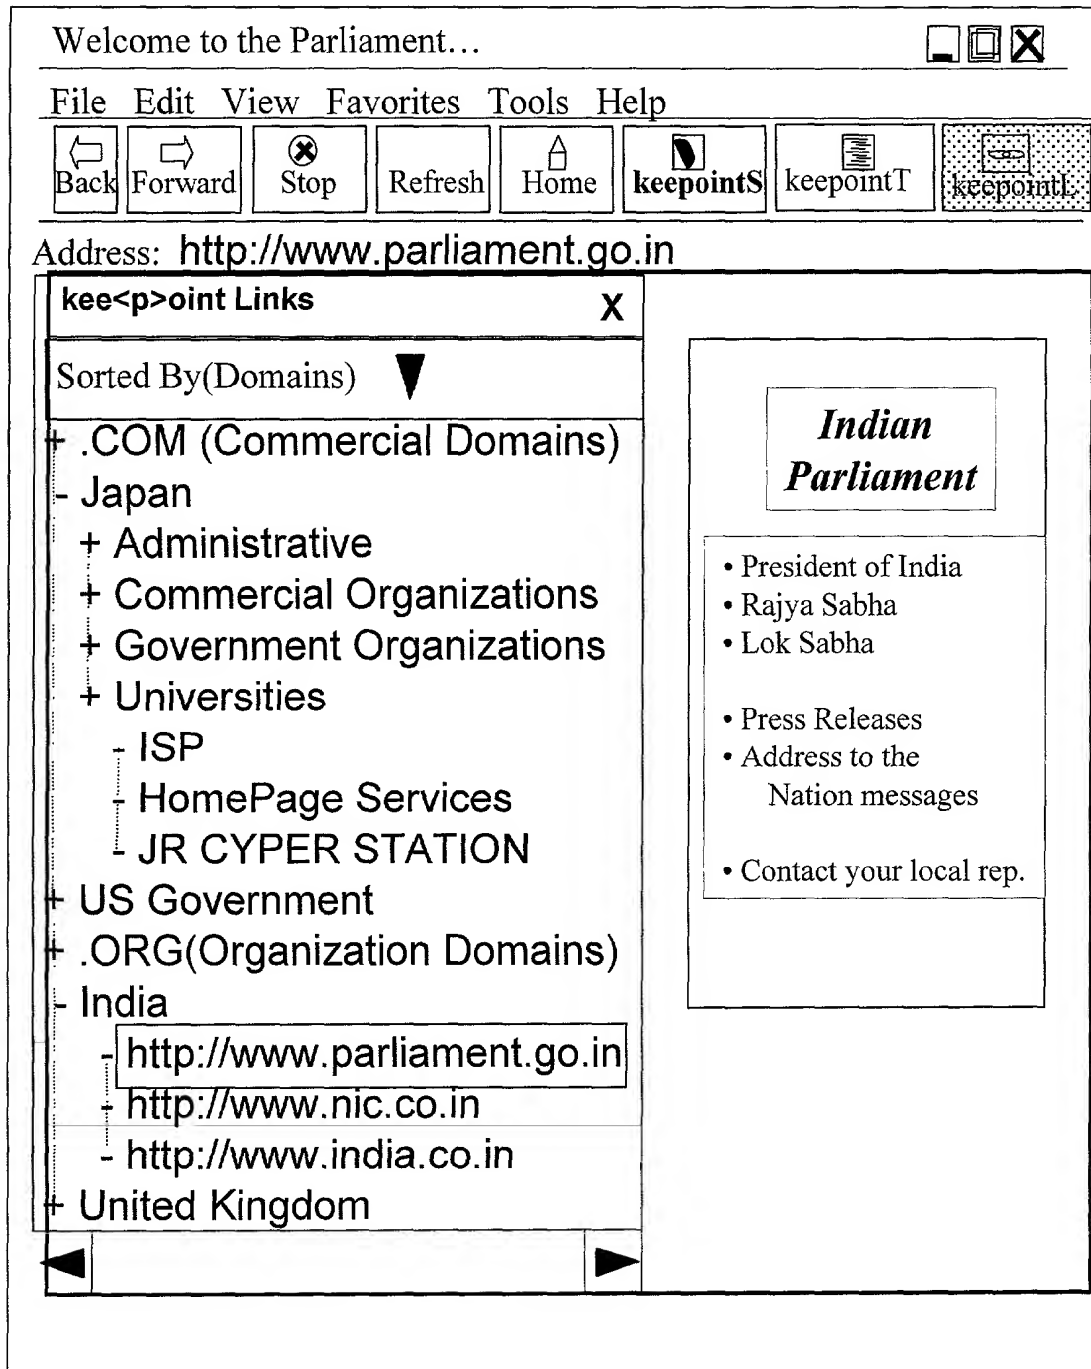 Welcome to the Parliament...
File Edit View Favorites Tools Help
Back Forward Stop Refresh Home keepointS keepointT keepointL
Address: http://www.parliament.go.in
kee<p>oint Links X
Sorted By(Domains)
+ .COM (Commercial Domains)
- Japan
+ Administrative
+ Commercial Organizations
+ Government Organizations
+ Universities
- ISP
- HomePage Services
- JR CYPER STATION
+ US Government
+ .ORG(Organization Domains)
- India
- http://www.parliament.go.in
- http://www.nic.co.in
- http://www.india.co.in
+ United Kingdom
Indian
Parliament
• President of India
• Rajya Sabha
• Lok Sabha
• Press Releases
• Address to the
Nation messages
• Contact your local rep.